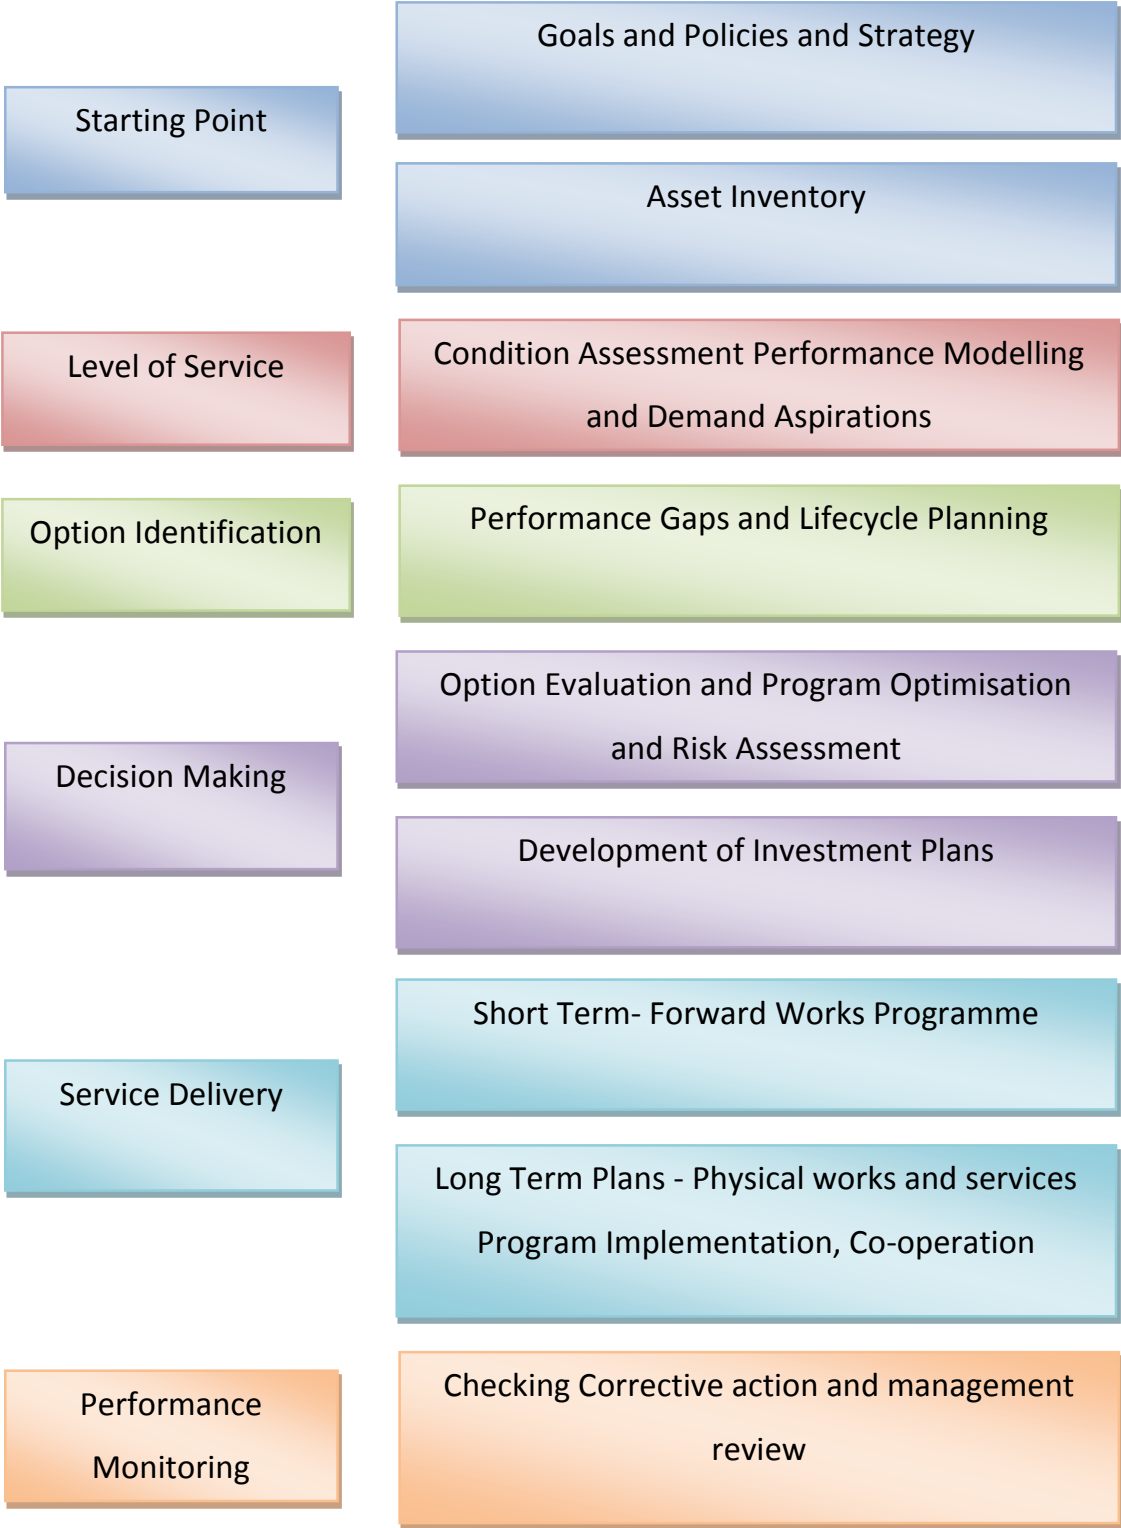 Goals and Policies and Strategy
Starting Point
Asset Inventory
Level of Service
Condition Assessment Performance Modelling
and Demand Aspirations
Option Identification
Performance Gaps and Lifecycle Planning
Option Evaluation and Program Optimisation
and Risk Assessment
Decision Making
Development of Investment Plans
Short Term- Forward Works Programme
Service Delivery
Long Term Plans - Physical works and services
Program Implementation, Co-operation
Performance
Monitoring
Checking Corrective action and management
review